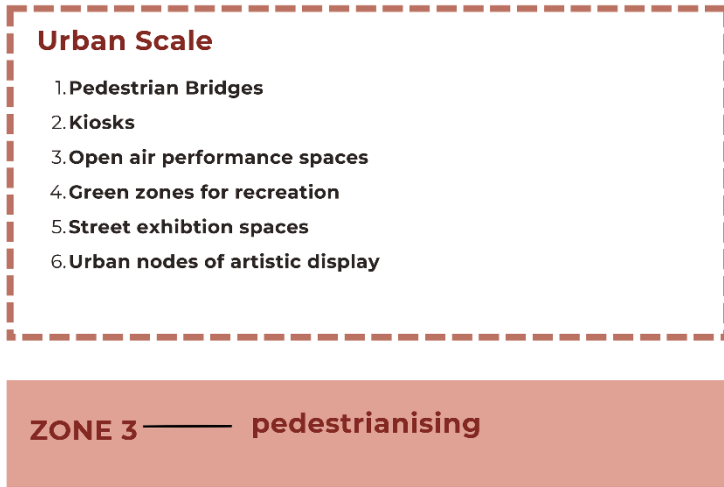 Urban Scale
1. Pedestrian Bridges
2. Kiosks
3. Open air performance spaces
4. Green zones for recreation
5. Street exhibtion spaces
6. Urban nodes of artistic display
ZONE 3 pedestrianising